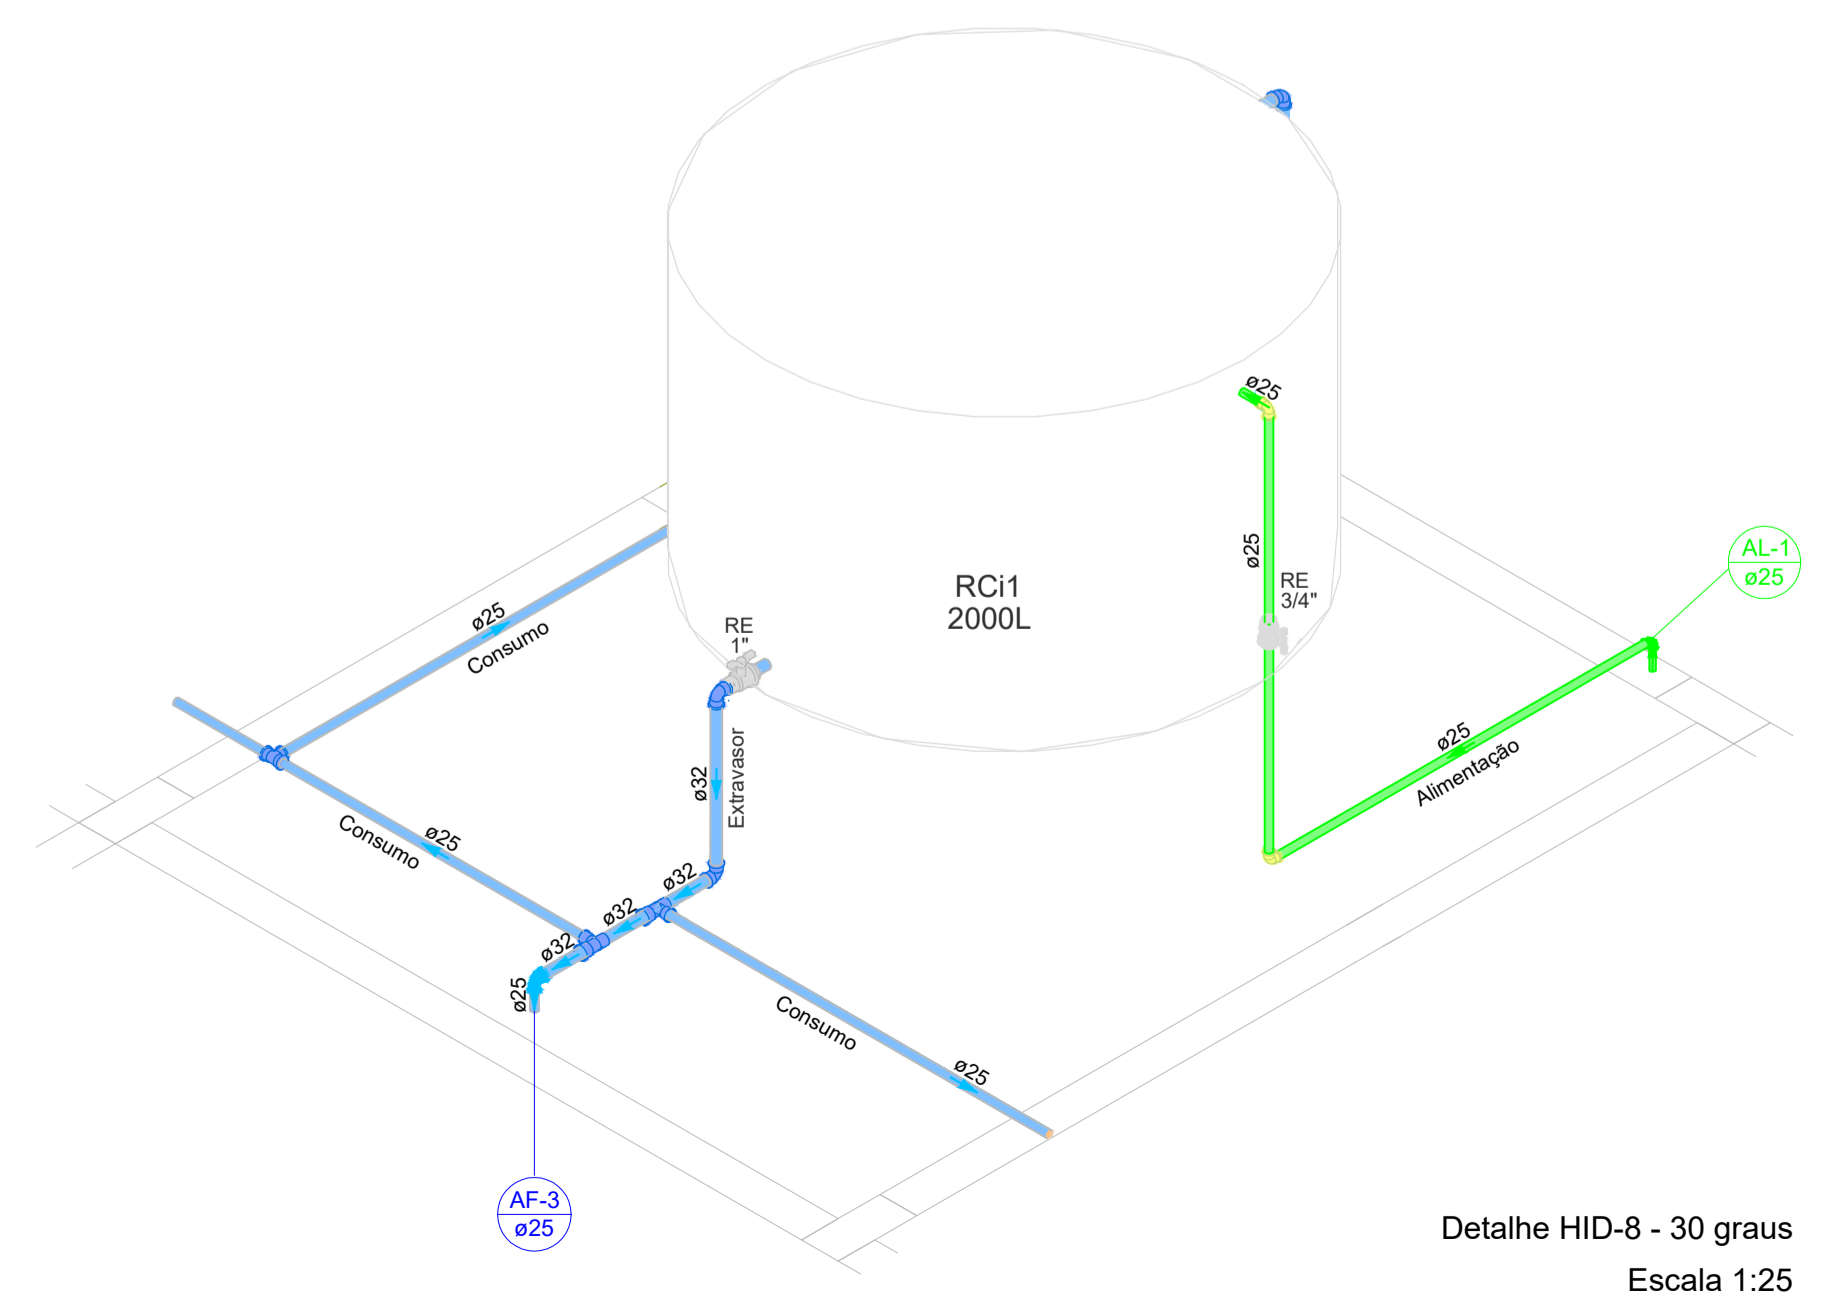 ø25
ø25
RE
3/4"
AL-1
ø25
RCi1
2000L
ø25
Consumo
RE
1"
ø25
Alimentação
Extravasor
ø32
ø25
Consumo
ø32
ø32
ø32
ø25
Consumo
ø25
AF-3
ø25
Detalhe HID-8 - 30 graus
Escala 1:25